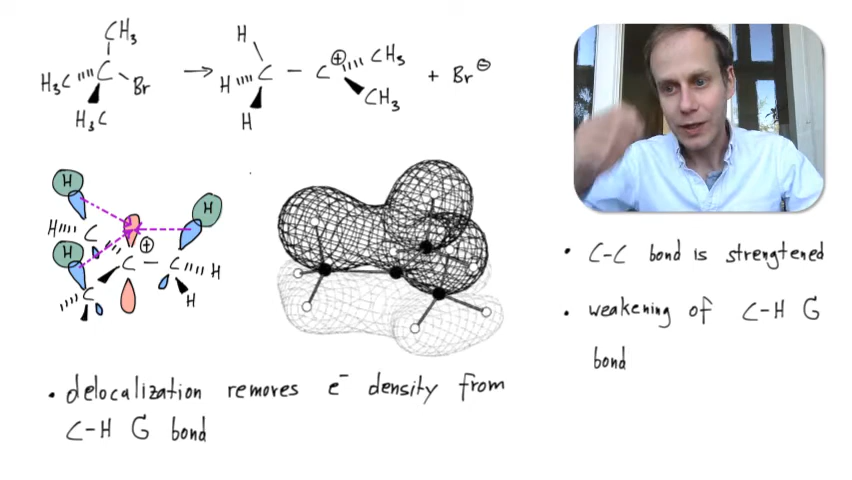 CH₃
H₃C C Br
H₃C
H
H C - C ⊕ CH₃
H CH₃
+ Br ⊖
H
H C
H
H
C ⊕ - C H
C H
• C-C bond is strengtened
• weakening of C-H G
bond
• delocalization removes e⁻ density from
C-H G bond